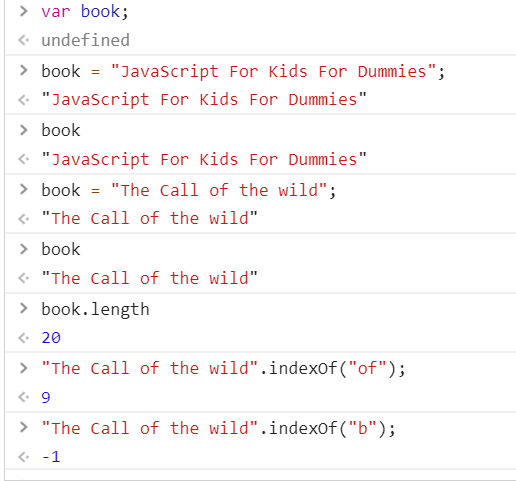 > var book;
<· undefined
> book = "JavaScript For Kids For Dummies";
<· "JavaScript For Kids For Dummies"
> book
<· "JavaScript For Kids For Dummies"
> book = "The Call of the wild";
<· "The Call of the wild"
> book
<· "The Call of the wild"
> book.length
<· 20
> "The Call of the wild".indexOf("of");
<· 9
> "The Call of the wild".indexOf("b");
<· -1